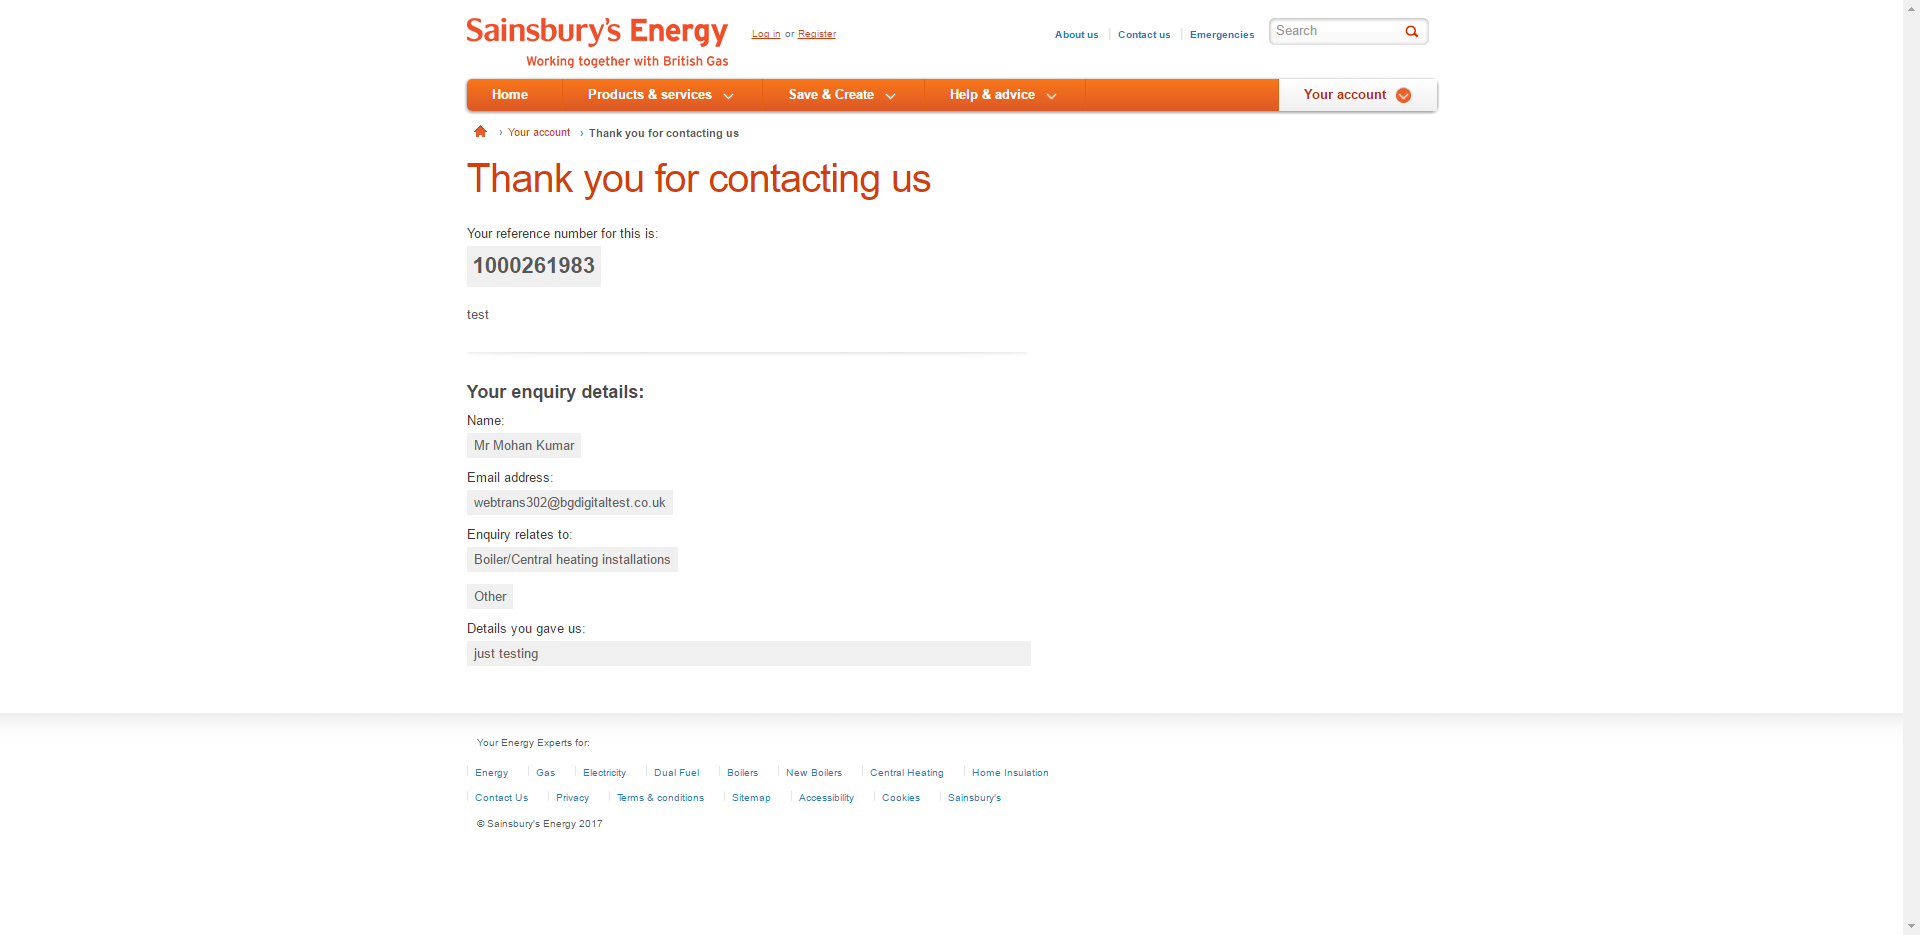 Sainsbury's Energy
Working together with British Gas
Log in or Register
About us
Contact us
Emergencies
Search
Home
Products & services
Save & Create
Help & advice
Your account
› Your account › Thank you for contacting us
Thank you for contacting us
Your reference number for this is:
1000261983
test
Your enquiry details:
Name:
Mr Mohan Kumar
Email address:
webtrans302@bgdigitaltest.co.uk
Enquiry relates to:
Boiler/Central heating installations
Other
Details you gave us:
just testing
Your Energy Experts for:
Energy Gas Electricity Dual Fuel Boilers New Boilers Central Heating Home Insulation
Contact Us Privacy Terms & conditions Sitemap Accessibility Cookies Sainsbury's
© Sainsbury's Energy 2017